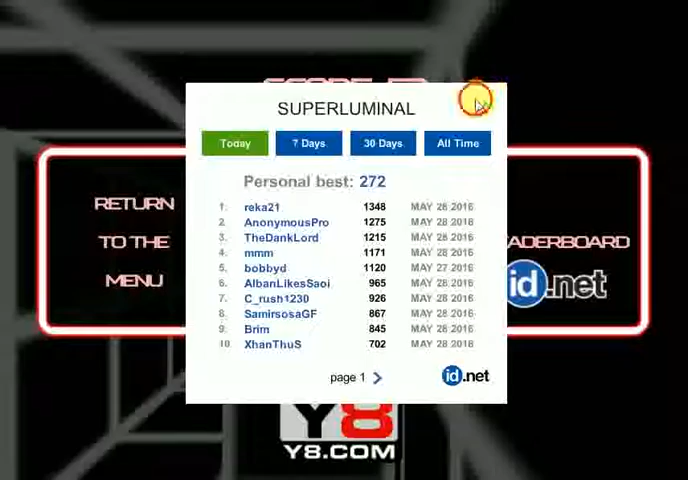 SUPERLUMINAL
Today 7 Days 30 Days All Time
Personal best: 272
1. reka21 1348 MAY 28 2016
2. AnonymousPro 1275 MAY 28 2016
3. TheDankLord 1215 MAY 28 2016
4. mmm 1171 MAY 28 2016
5. bobbyd 1120 MAY 27 2016
6. AlbanLikesSaoi 965 MAY 28 2016
7. C_rush1230 926 MAY 28 2016
8. SamirsosaGF 867 MAY 28 2016
9. Brim 845 MAY 28 2016
10. XhanThuS 702 MAY 28 2016
page 1
id.net
RETURN
TO THE
MENU
id.net
Y8
Y8.COM